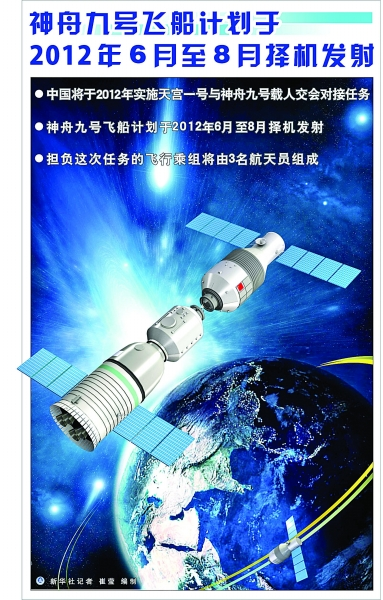 神舟九号飞船计划于
2012年6月至8月择机发射
● 中国将于2012年实施天宫一号与神舟九号载人交会对接任务
● 神舟九号飞船计划于2012年6月至8月择机发射
● 担负这次任务的飞行乘组将由3名航天员组成
新华社记者 崔莹 编制